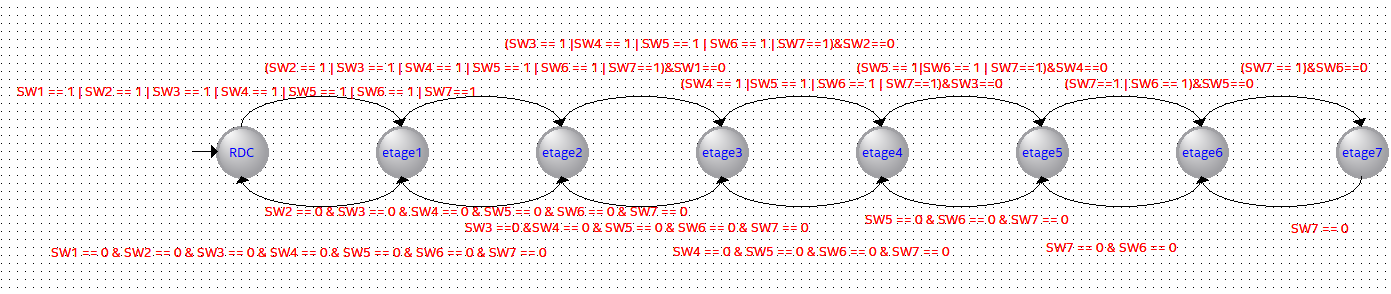 (SW3 == 1 |SW4 == 1 | SW5 == 1 | SW6 == 1 | SW7==1)&SW2==0
(SW2 == 1 | SW3 == 1 | SW4 == 1 | SW5 == 1 | SW6 == 1 | SW7==1)&SW1==0
(SW5 == 1|SW6 == 1 | SW7==1)&SW4==0
(SW7 == 1)&SW6==0
SW1 == 1 | SW2 == 1 | SW3 == 1 | SW4 == 1 | SW5 == 1 | SW6 == 1 | SW7==1
(SW4 == 1 |SW5 == 1 | SW6 == 1 | SW7==1)&SW3==0
(SW7==1 | SW6 == 1)&SW5==0
RDC etage1 etage2 etage3 etage4 etage5 etage6 etage7
SW2 == 0 & SW3 == 0 & SW4 == 0 & SW5 == 0 & SW6 == 0 & SW7 == 0
SW5 == 0 & SW6 == 0 & SW7 == 0
SW3 ==0 &SW4 == 0 & SW5 == 0 & SW6 == 0 & SW7 == 0
SW7 == 0
SW7 == 0 & SW6 == 0
SW1 == 0 & SW2 == 0 & SW3 == 0 & SW4 == 0 & SW5 == 0 & SW6 == 0 & SW7 == 0
SW4 == 0 & SW5 == 0 & SW6 == 0 & SW7 == 0